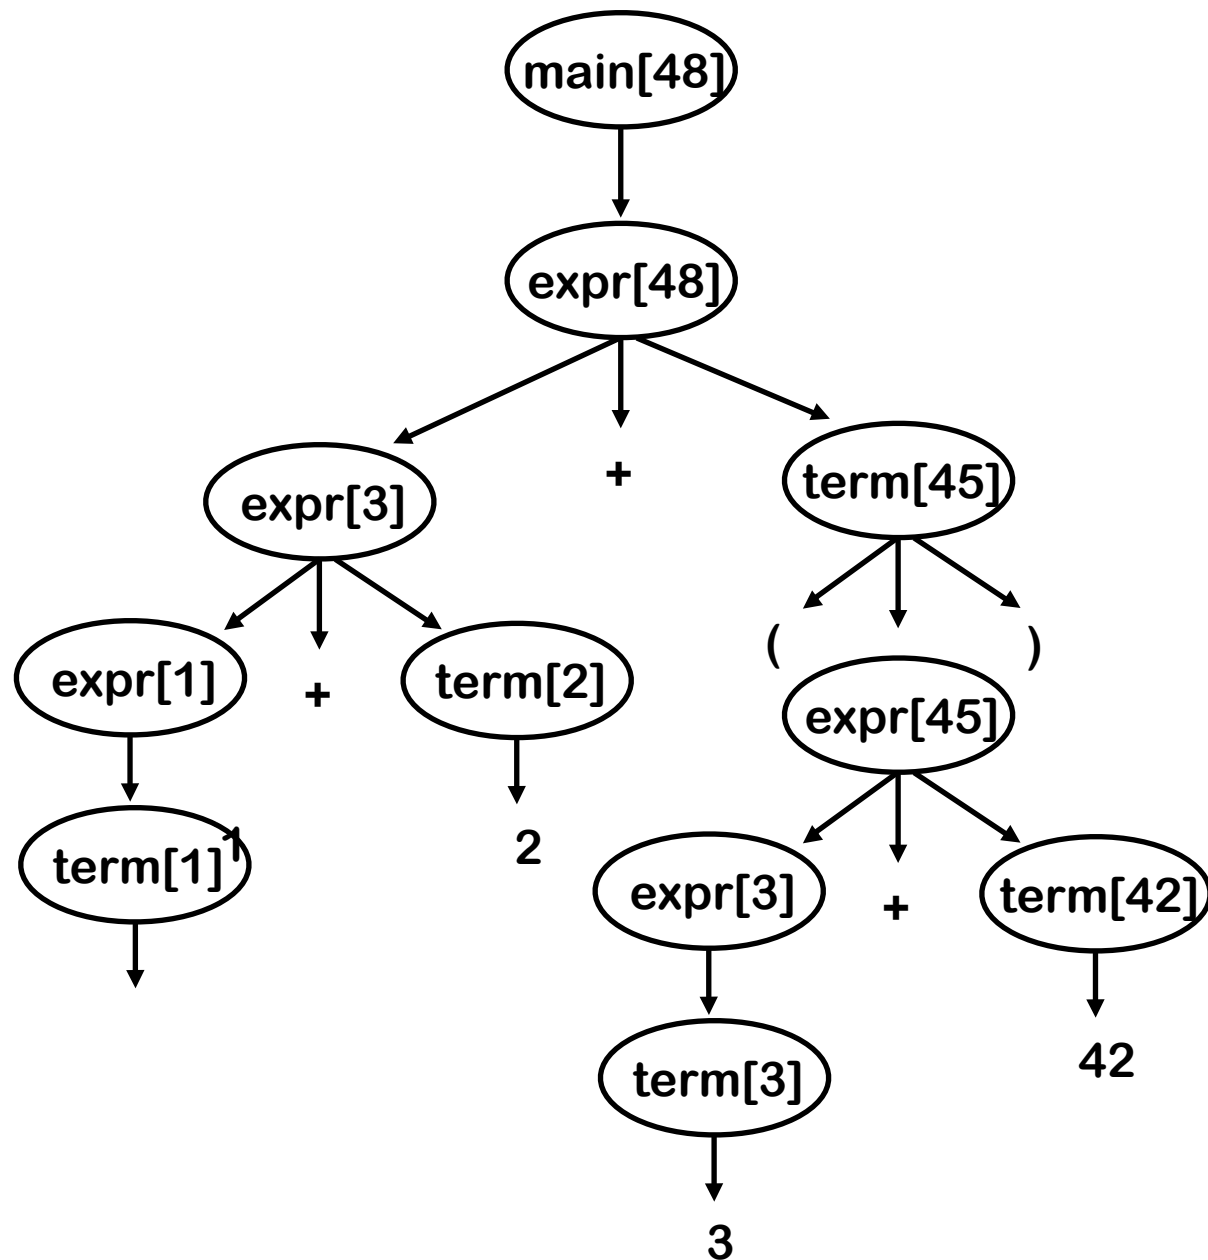 main[48]
expr[48]
expr[3]
+
term[45]
(
)
expr[1]
+
term[2]
expr[45]
term[1]
1
2
expr[3]
+
term[42]
term[3]
42
3